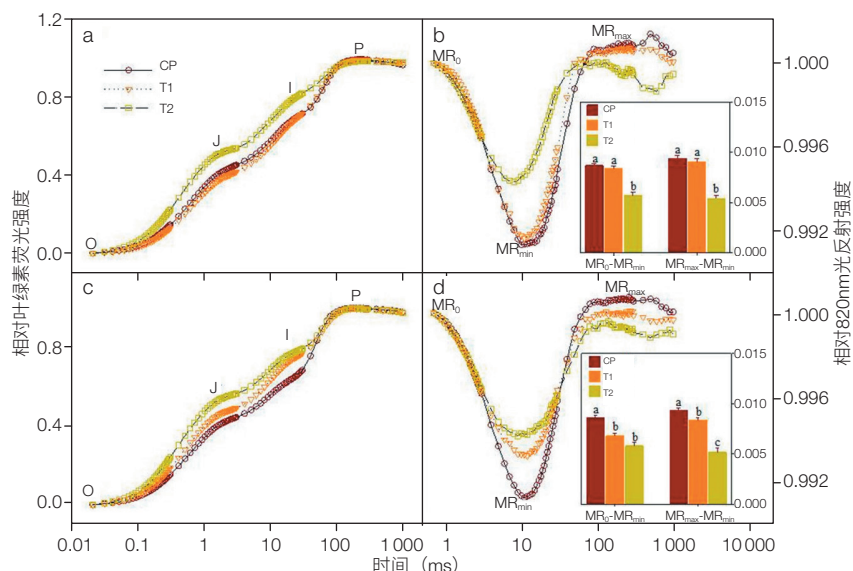 1.2
a
P
b
MRmax
MR0
1.000
CP
T1
T2
I
J
0.8
0.4
0.0
O
MRmin
CP
T1
T2
0.015
0.010
0.005
0.000
a a b
a a b
MR0-MRmin MRmax-MRmin
0.996
0.992
相对叶绿素荧光强度
相对820nm光反射强度
c
P
d
MRmax
MR0
1.000
I
J
0.8
0.4
0.0
O
MRmin
CP
T1
T2
0.015
0.010
0.005
0.000
a b b
a b c
MR0-MRmin MRmax-MRmin
0.996
0.992
0.01 0.1 1 10 100 1 000
1 10 100 1 000 10 000
时间（ms）